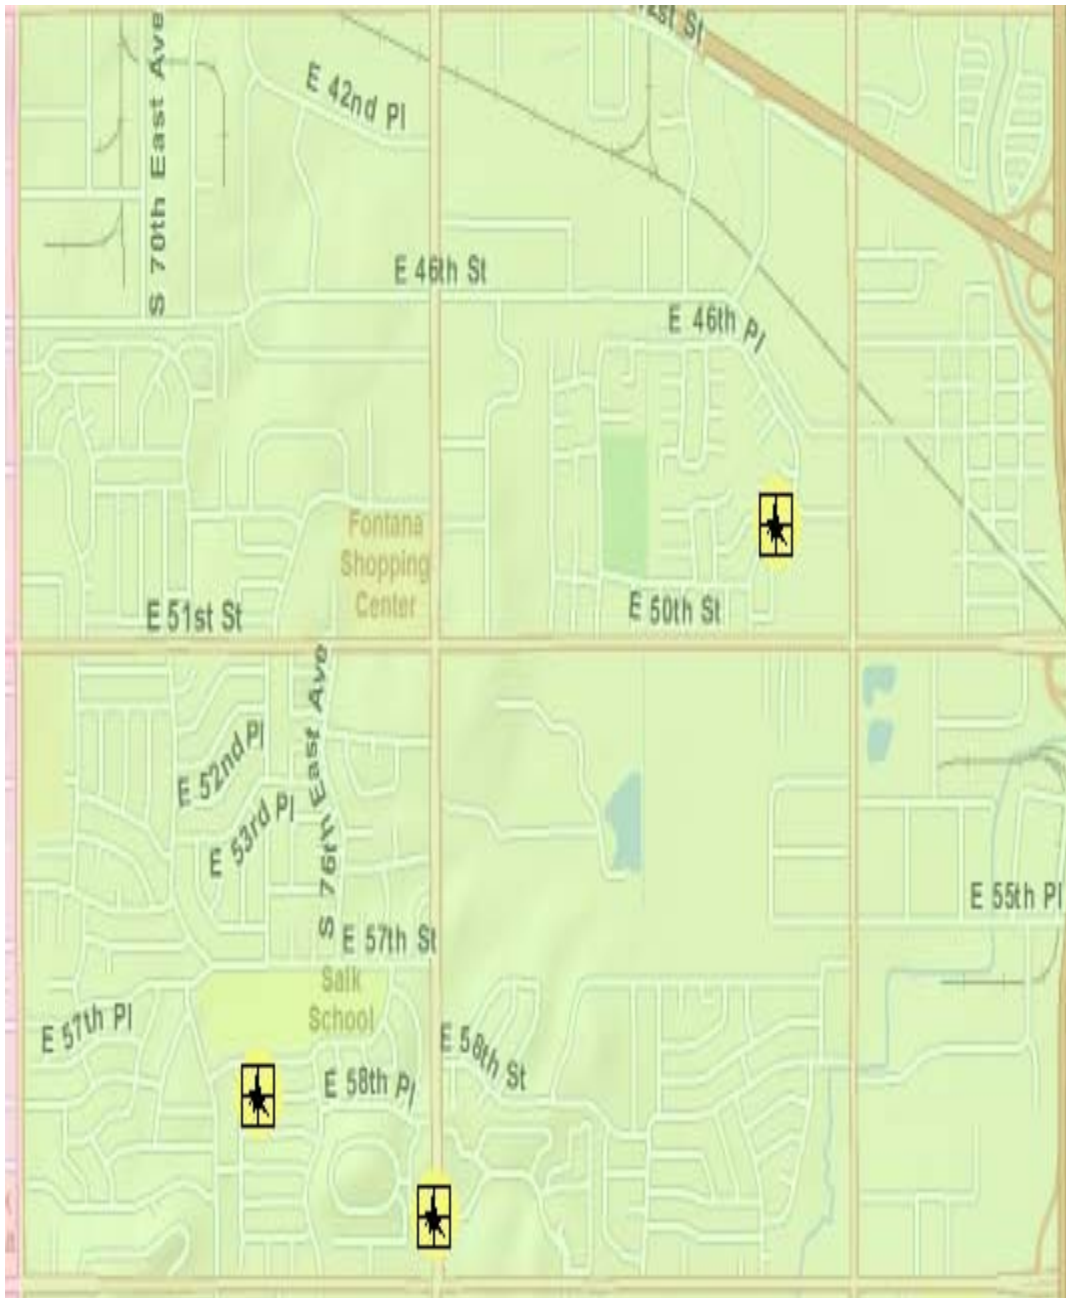 S 70th East Ave
E 42nd Pl
E 46th St
E 46th Pl
Fontana
Shopping
Center
E 50th St
E 51st St
S 76th East Ave
E 52nd Pl
E 53rd Pl
E 55th Pl
E 57th St
Salk
School
E 57th Pl
E 58th St
E 58th Pl